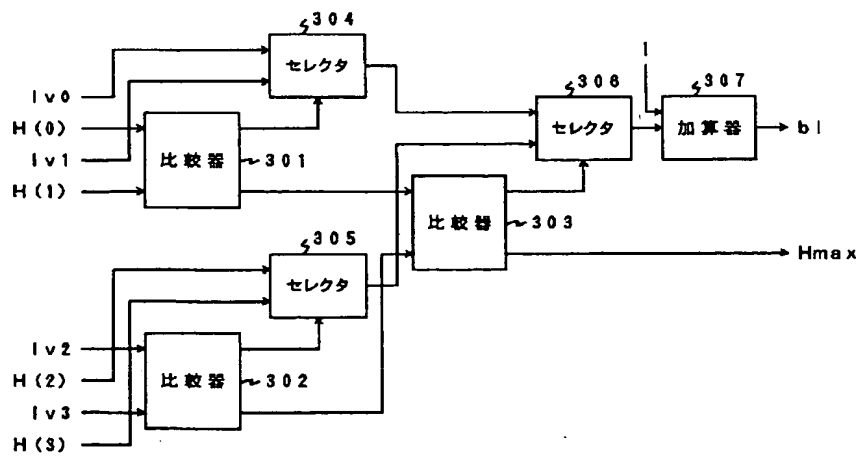 304
セレクタ
lv0
H(0)
lv1
H(1)
比較器
301
305
セレクタ
lv2
H(2)
lv3
H(3)
比較器
302
306
セレクタ
比較器
303
1
307
加算器
bl
Hmax